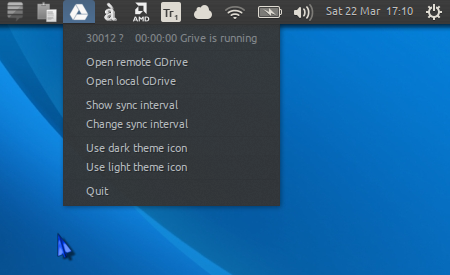 a AMD Tr1 Sat 22 Mar 17:10
30012 ? 00:00:00 Grive is running
Open remote GDrive
Open local GDrive
Show sync interval
Change sync interval
Use dark theme icon
Use light theme icon
Quit